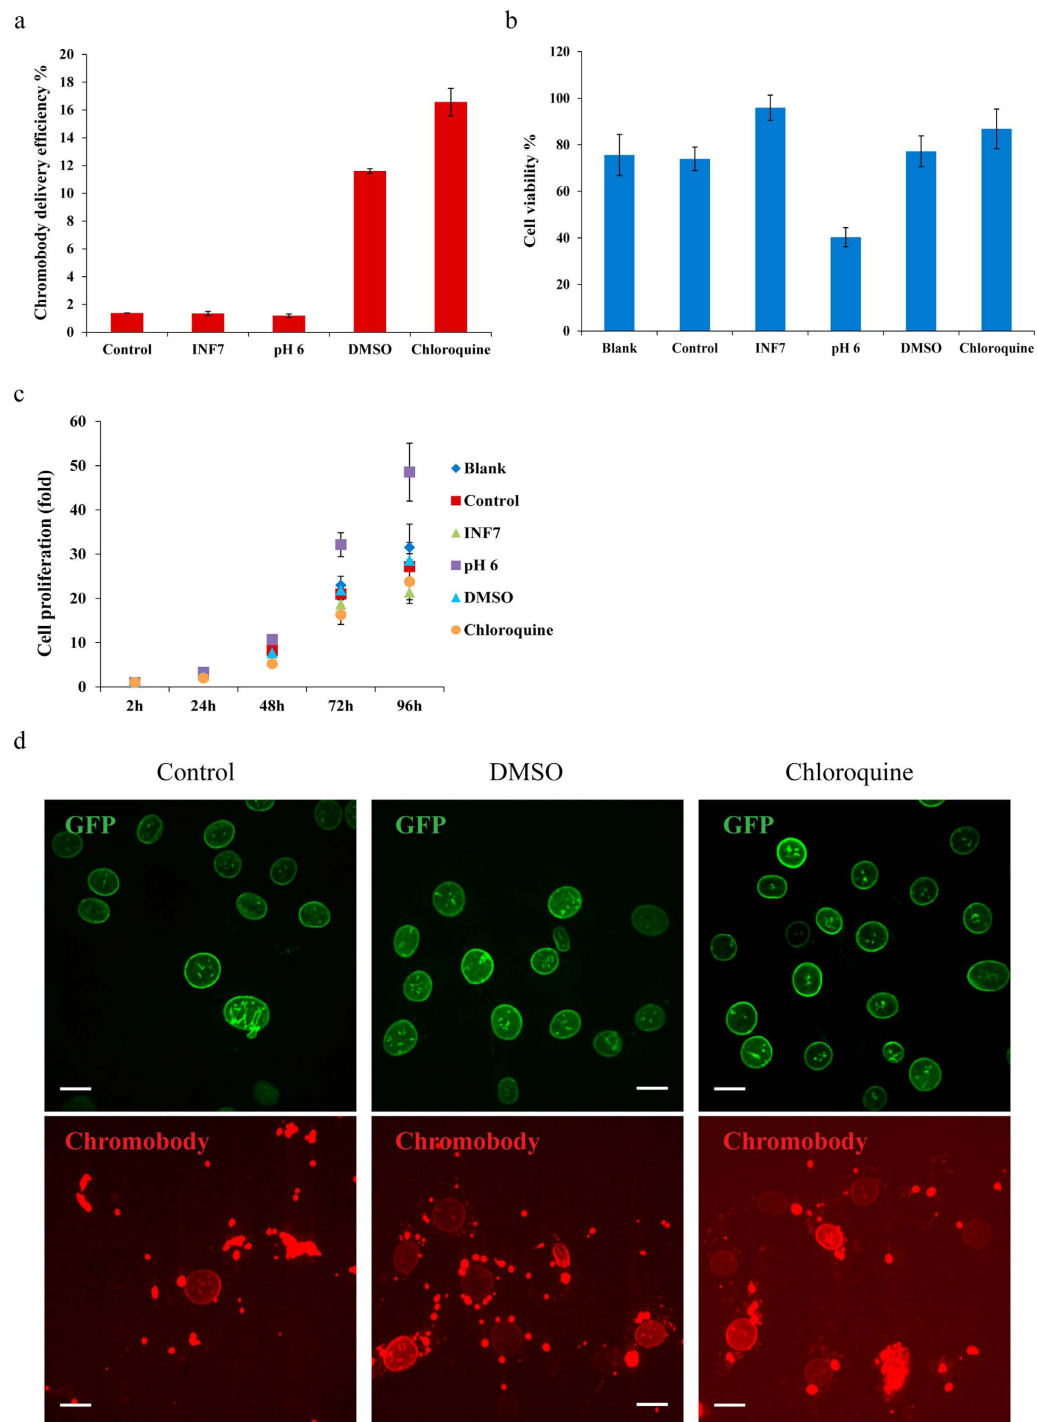 a
Chromobody delivery efficiency %
20
18
16
14
12
10
8
6
4
2
0
Control INF7 pH 6 DMSO Chloroquine
b
Cell viability %
120
100
80
60
40
20
0
Blank Control INF7 pH 6 DMSO Chloroquine
c
Cell proliferation (fold)
60
50
40
30
20
10
0
2h 24h 48h 72h 96h
Blank
Control
INF7
pH 6
DMSO
Chloroquine
d
Control DMSO Chloroquine
GFP GFP GFP
Chromobody Chromobody Chromobody